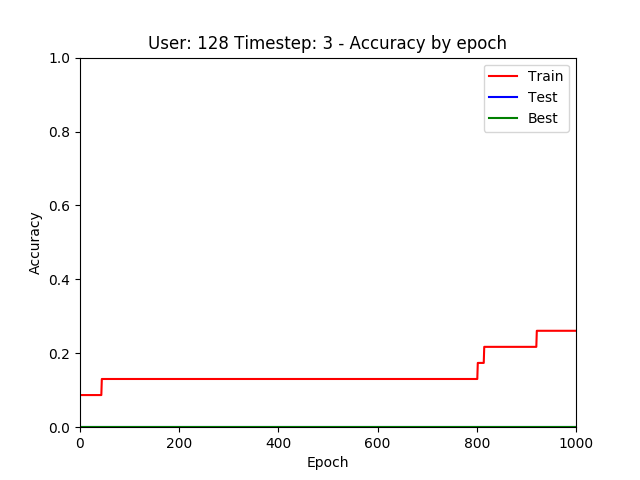 User: 128 Timestep: 3 - Accuracy by epoch
1.0
Train
Test
Best
0.8
0.6
Accuracy
0.4
0.2
0.0
0 200 400 600 800 1000
Epoch